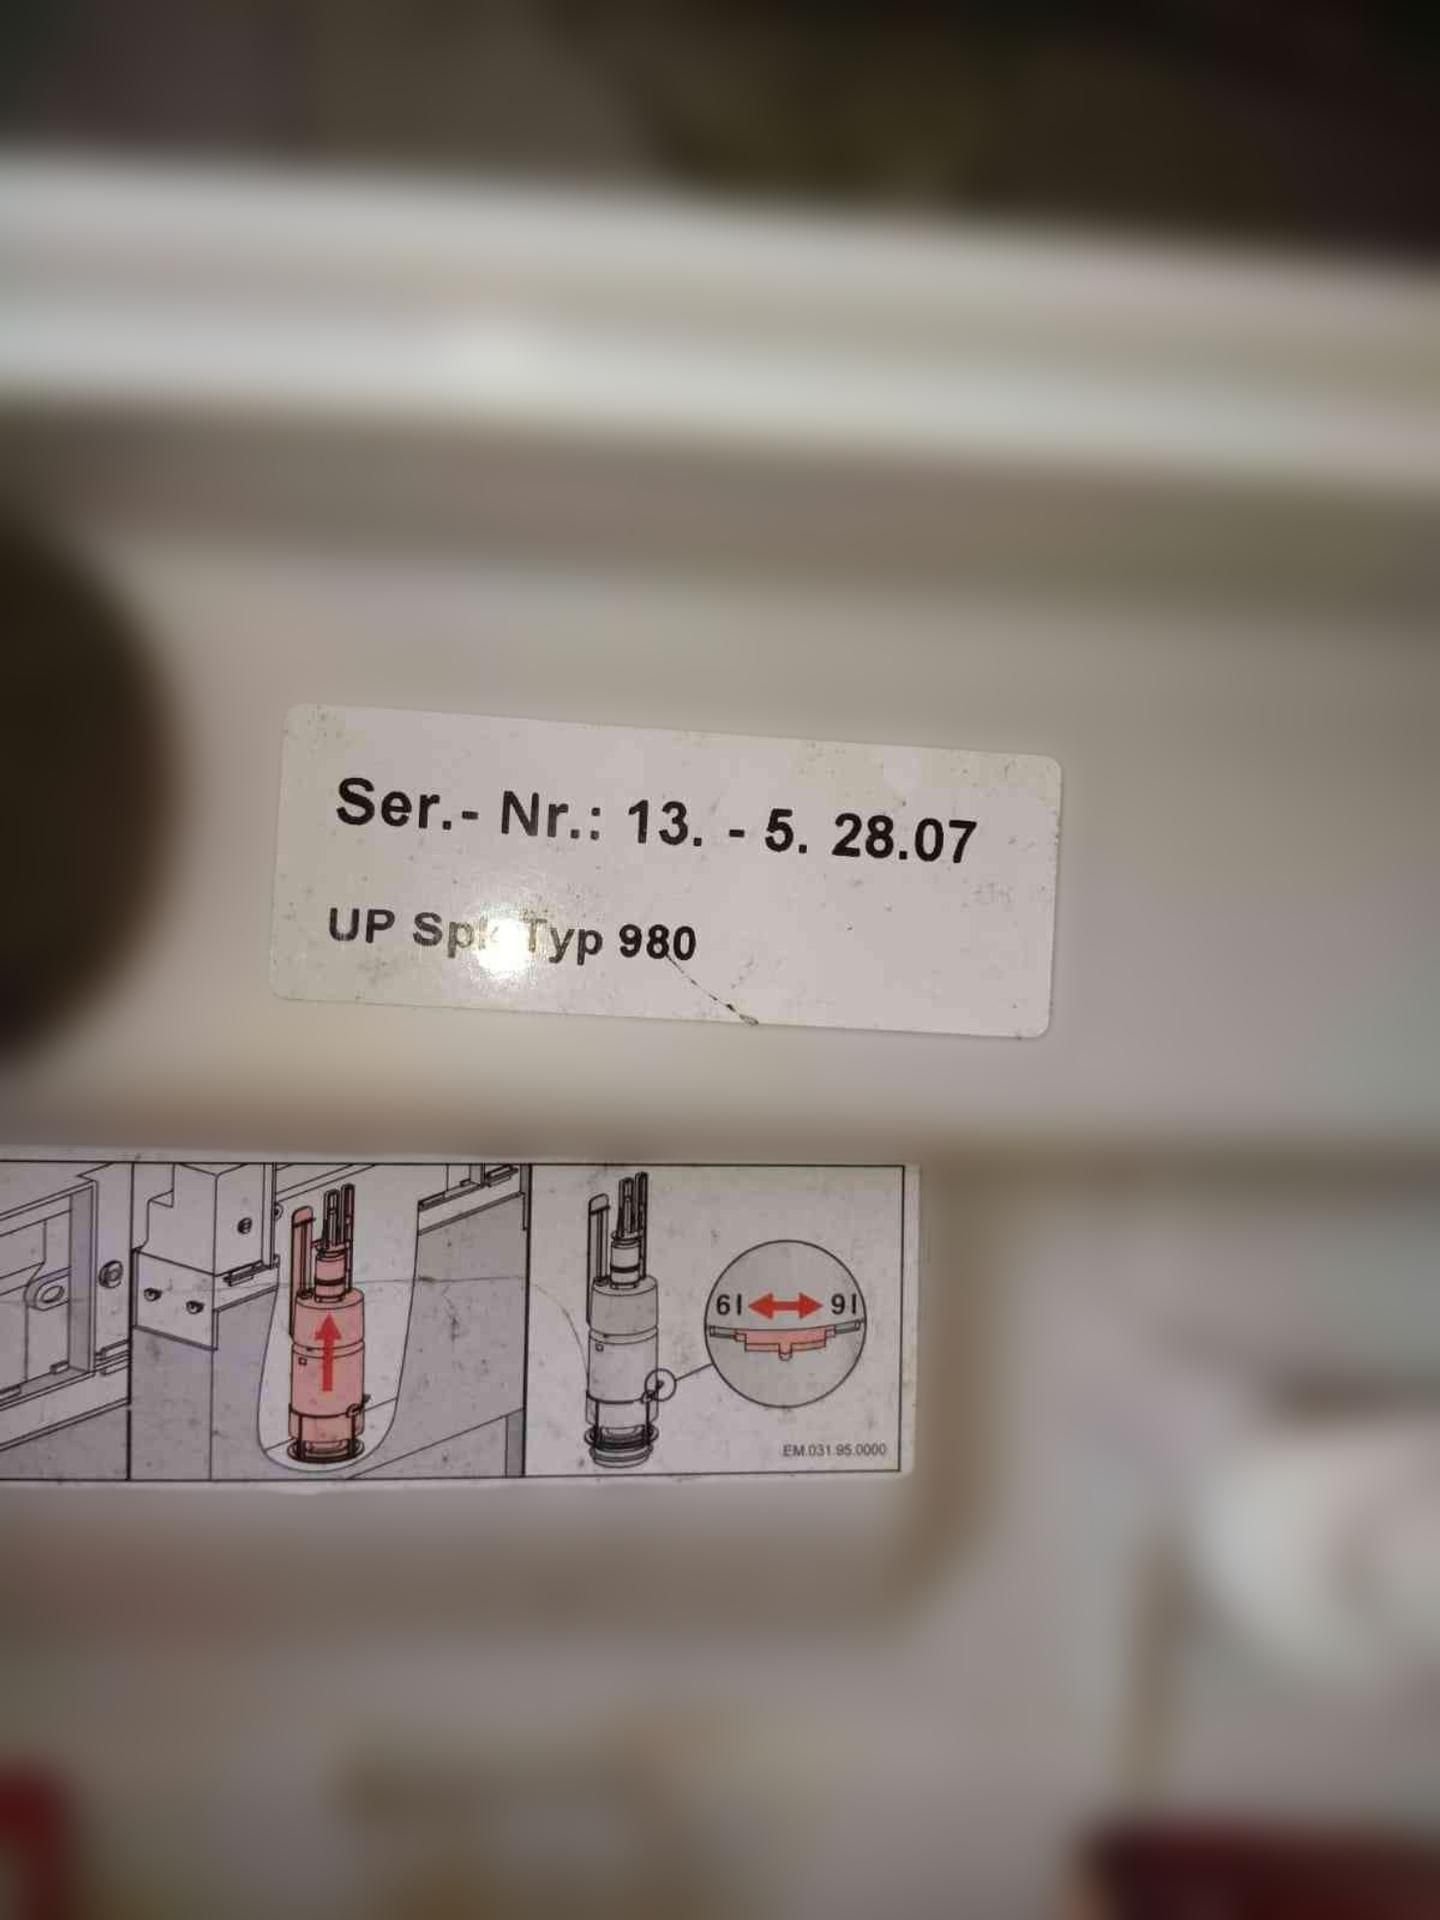 Ser.- Nr.: 13. - 5. 28.07
UP Spk Typ 980
6l 9l
EM.031.95.0000